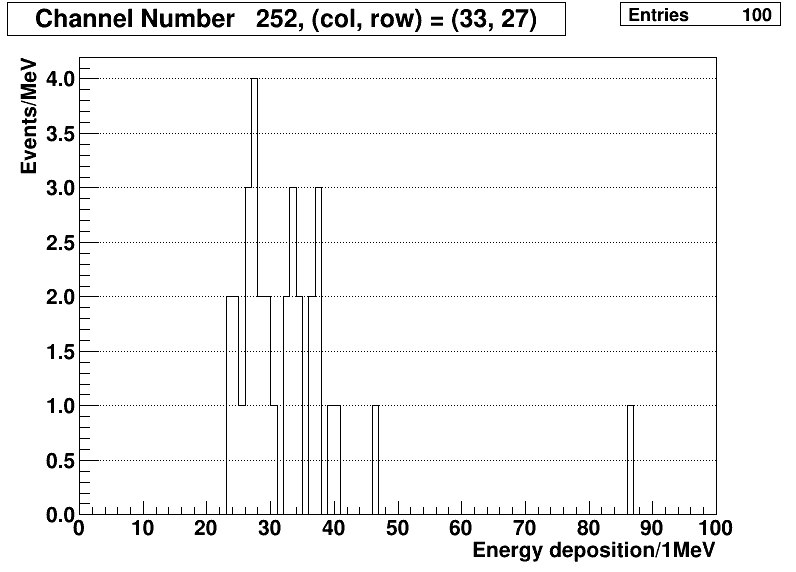 Channel Number 252, (col, row) = (33, 27)
Entries 100
Events/MeV
4.0
3.5
3.0
2.5
2.0
1.5
1.0
0.5
0.0
0 10 20 30 40 50 60 70 80 90 100
Energy deposition/1MeV